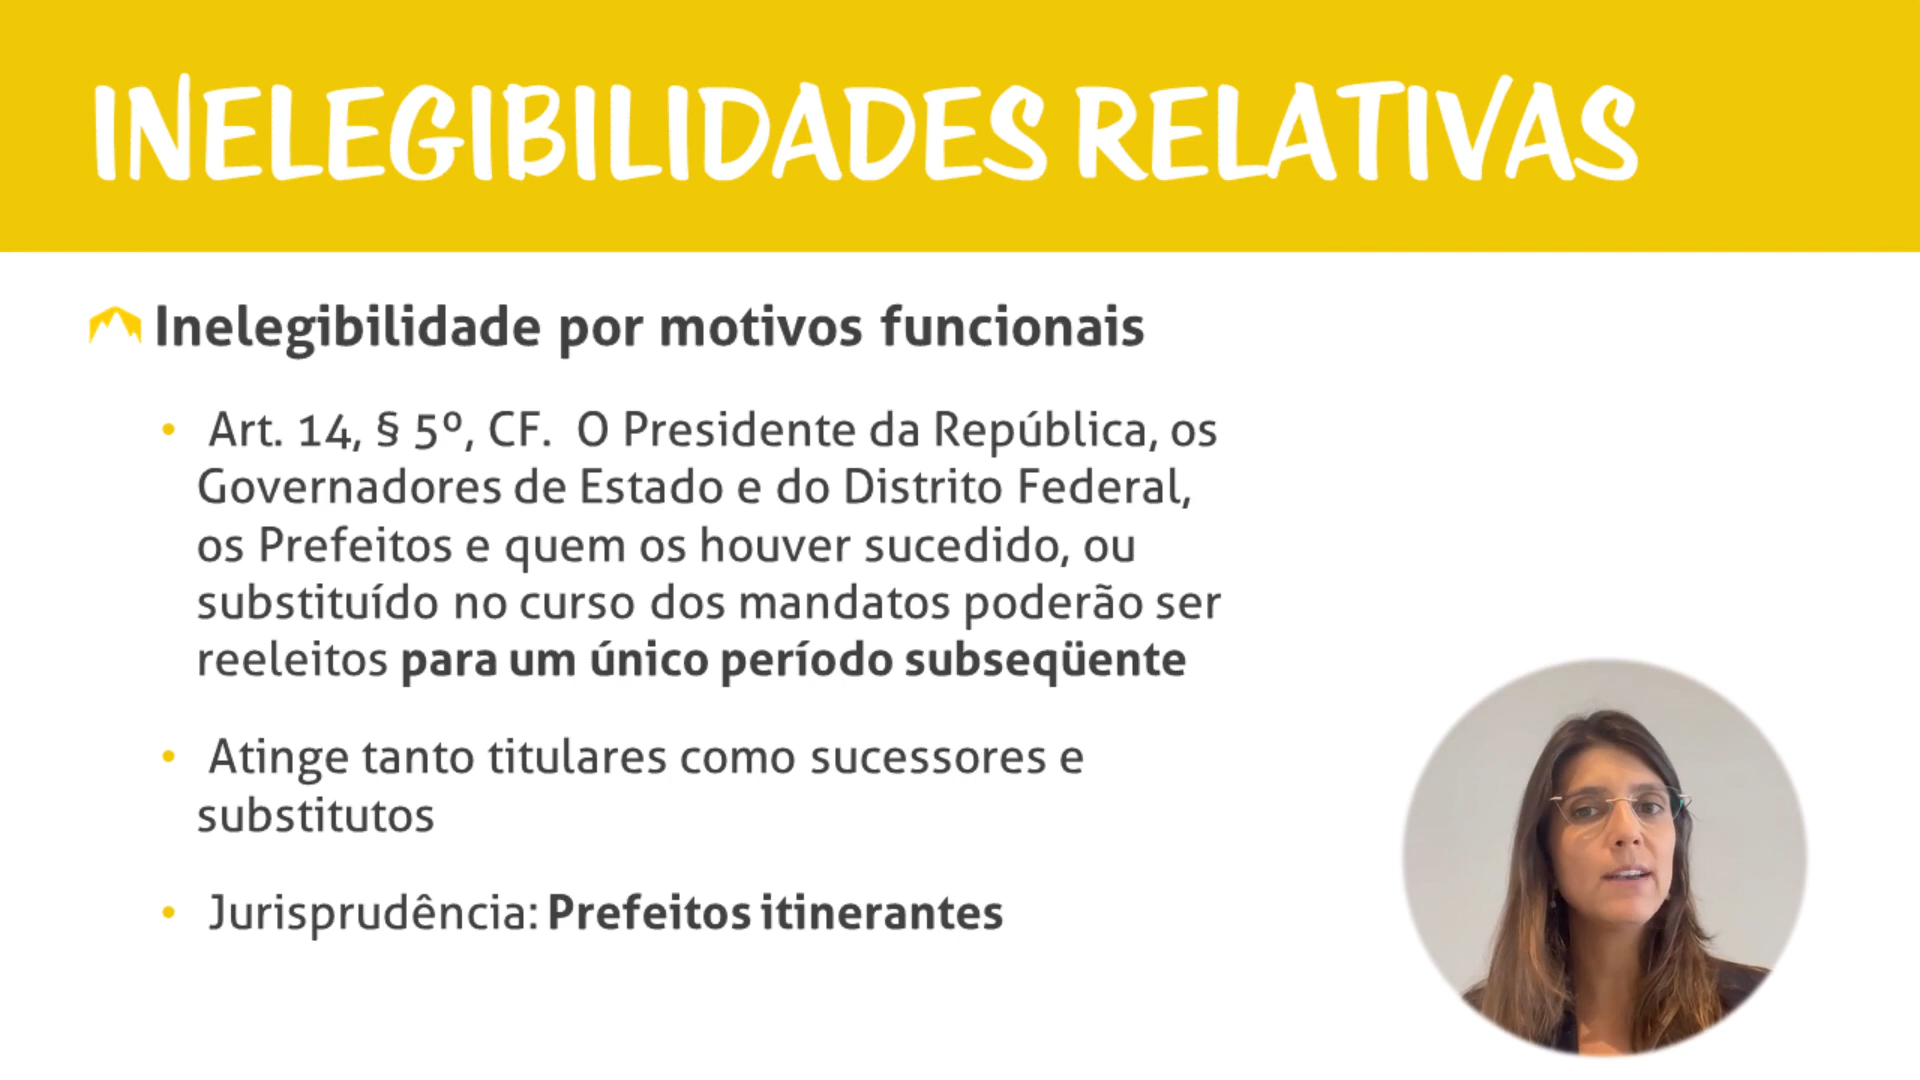 INELEGIBILIDADES RELATIVAS
Inelegibilidade por motivos funcionais
• Art. 14, § 5º, CF. O Presidente da República, os
Governadores de Estado e do Distrito Federal,
os Prefeitos e quem os houver sucedido, ou
substituído no curso dos mandatos poderão ser
reeleitos para um único período subseqüente
• Atinge tanto titulares como sucessores e
substitutos
• Jurisprudência: Prefeitos itinerantes